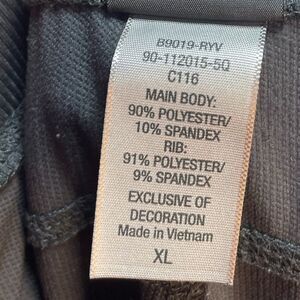 B9019-RYV
90-112015-5Q
C116
MAIN BODY:
90% POLYESTER/
10% SPANDEX
RIB:
91% POLYESTER/
9% SPANDEX
EXCLUSIVE OF
DECORATION
Made in Vietnam
XL